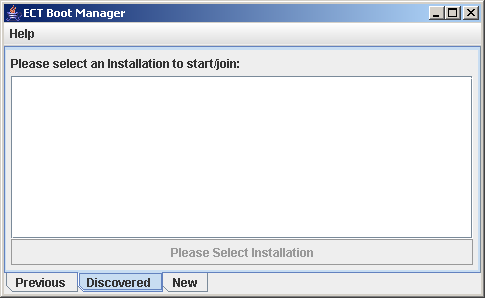 ECT Boot Manager
Help
Please select an Installation to start/join:
Please Select Installation
Previous Discovered New